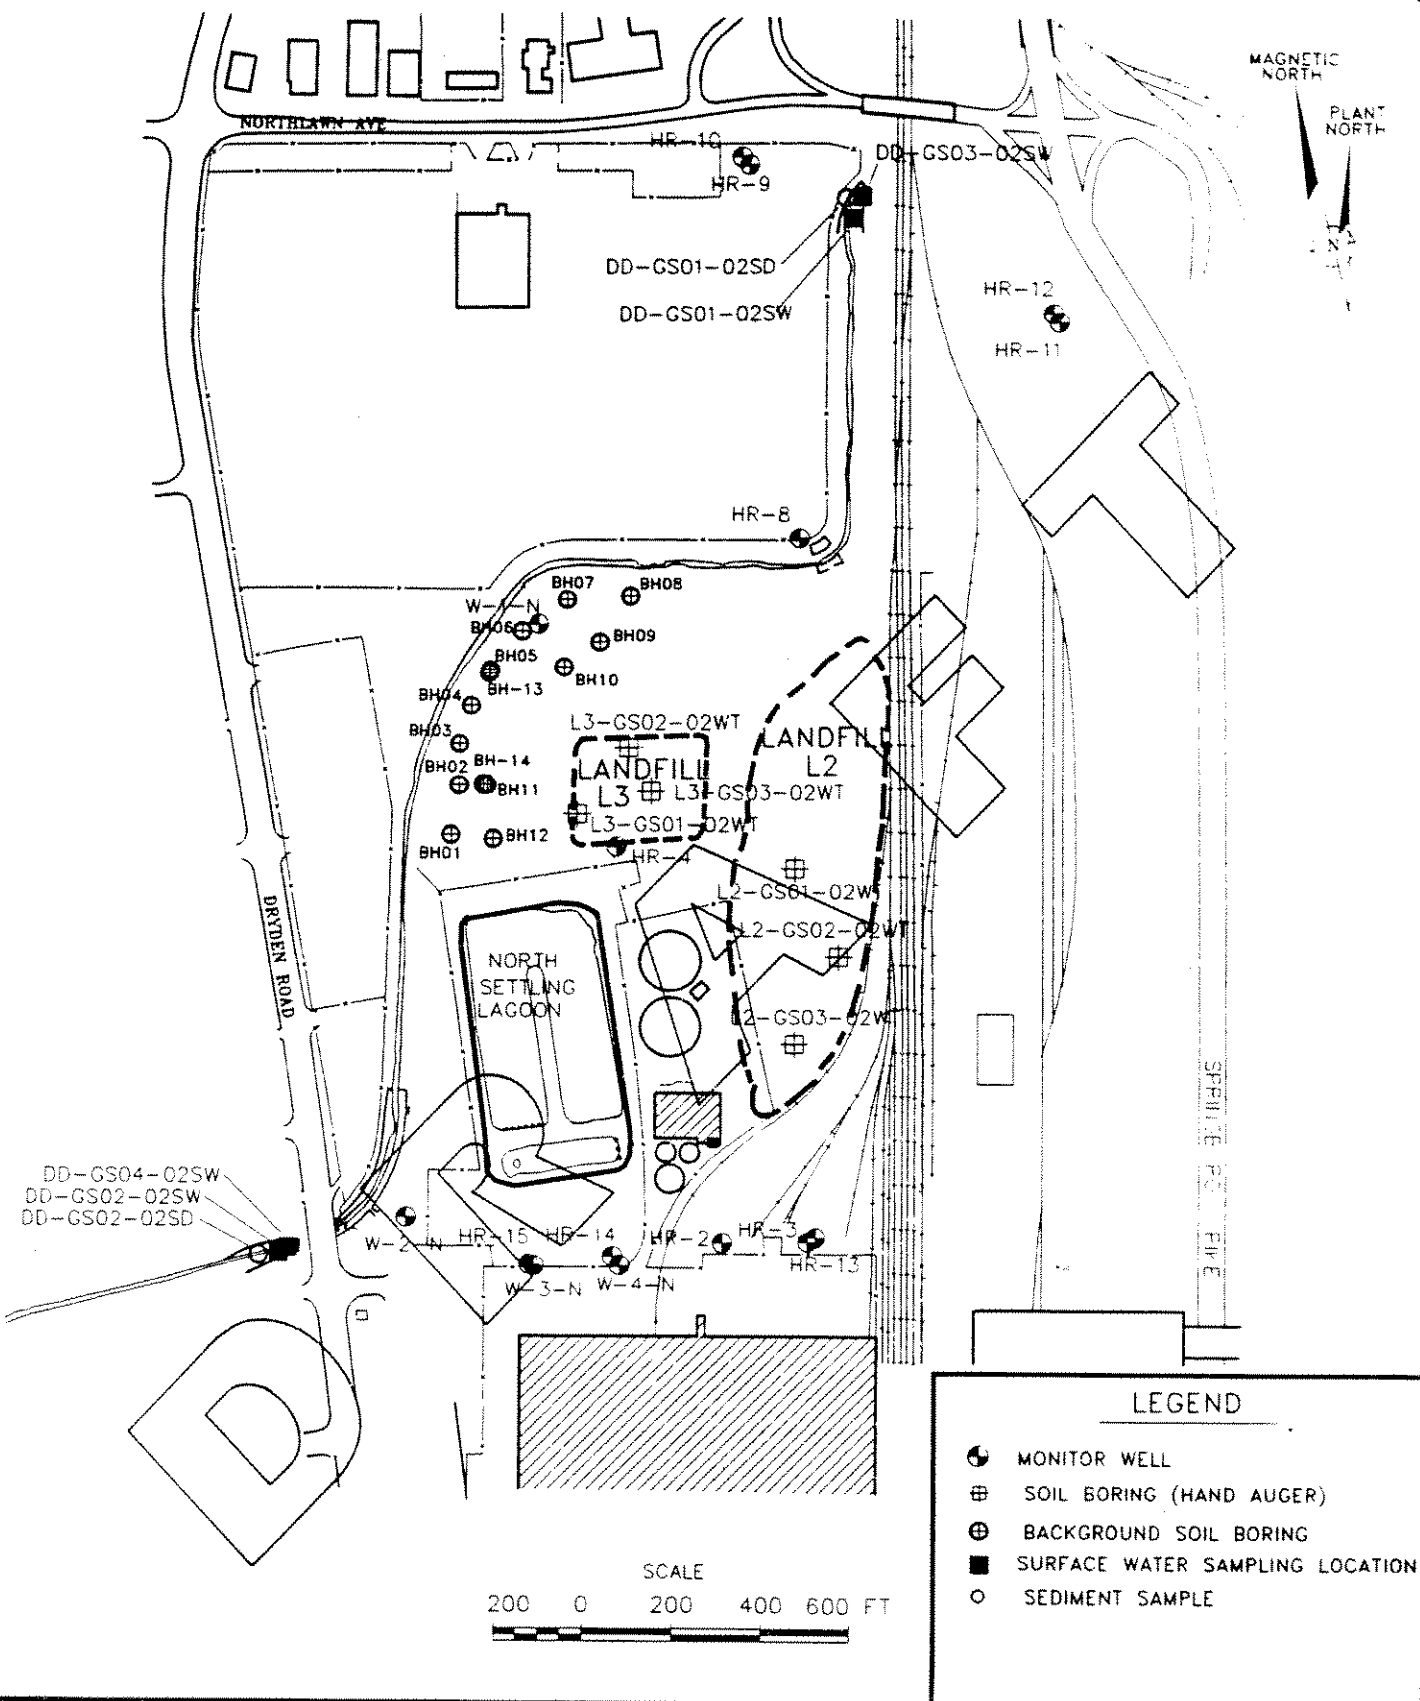 MAGNETIC
NORTH
PLANT
NORTH
N
NORTHLAWN AVE
HR-10
HR-9
DD-GS03-02SW
DD-GS01-02SD
DD-GS01-02SW
HR-12
HR-11
HR-8
BH07
BH08
W-1-N
BH06
BH09
BH05
BH10
BH-13
BH04
BH03
L3-GS02-02WT
LANDFILL
L2
BH-14
BH02
BH11
LANDFILL
L3
L3-GS03-02WT
L3-GS01-02WT
BH01
BH12
HR-4
L2-GS01-02W
L2-GS02-02WT
DRYDEN ROAD
NORTH
SETTLING
LAGOON
L2-GS03-02W
PIKE
DD-GS04-02SW
DD-GS02-02SW
DD-GS02-02SD
W-2-N
HR-15
HR-14
HR-2
HR-3
HR-13
W-3-N
W-4-N
D
LEGEND
MONITOR WELL
SOIL BORING (HAND AUGER)
BACKGROUND SOIL BORING
SURFACE WATER SAMPLING LOCATION
SEDIMENT SAMPLE
SCALE
200 0 200 400 600 FT